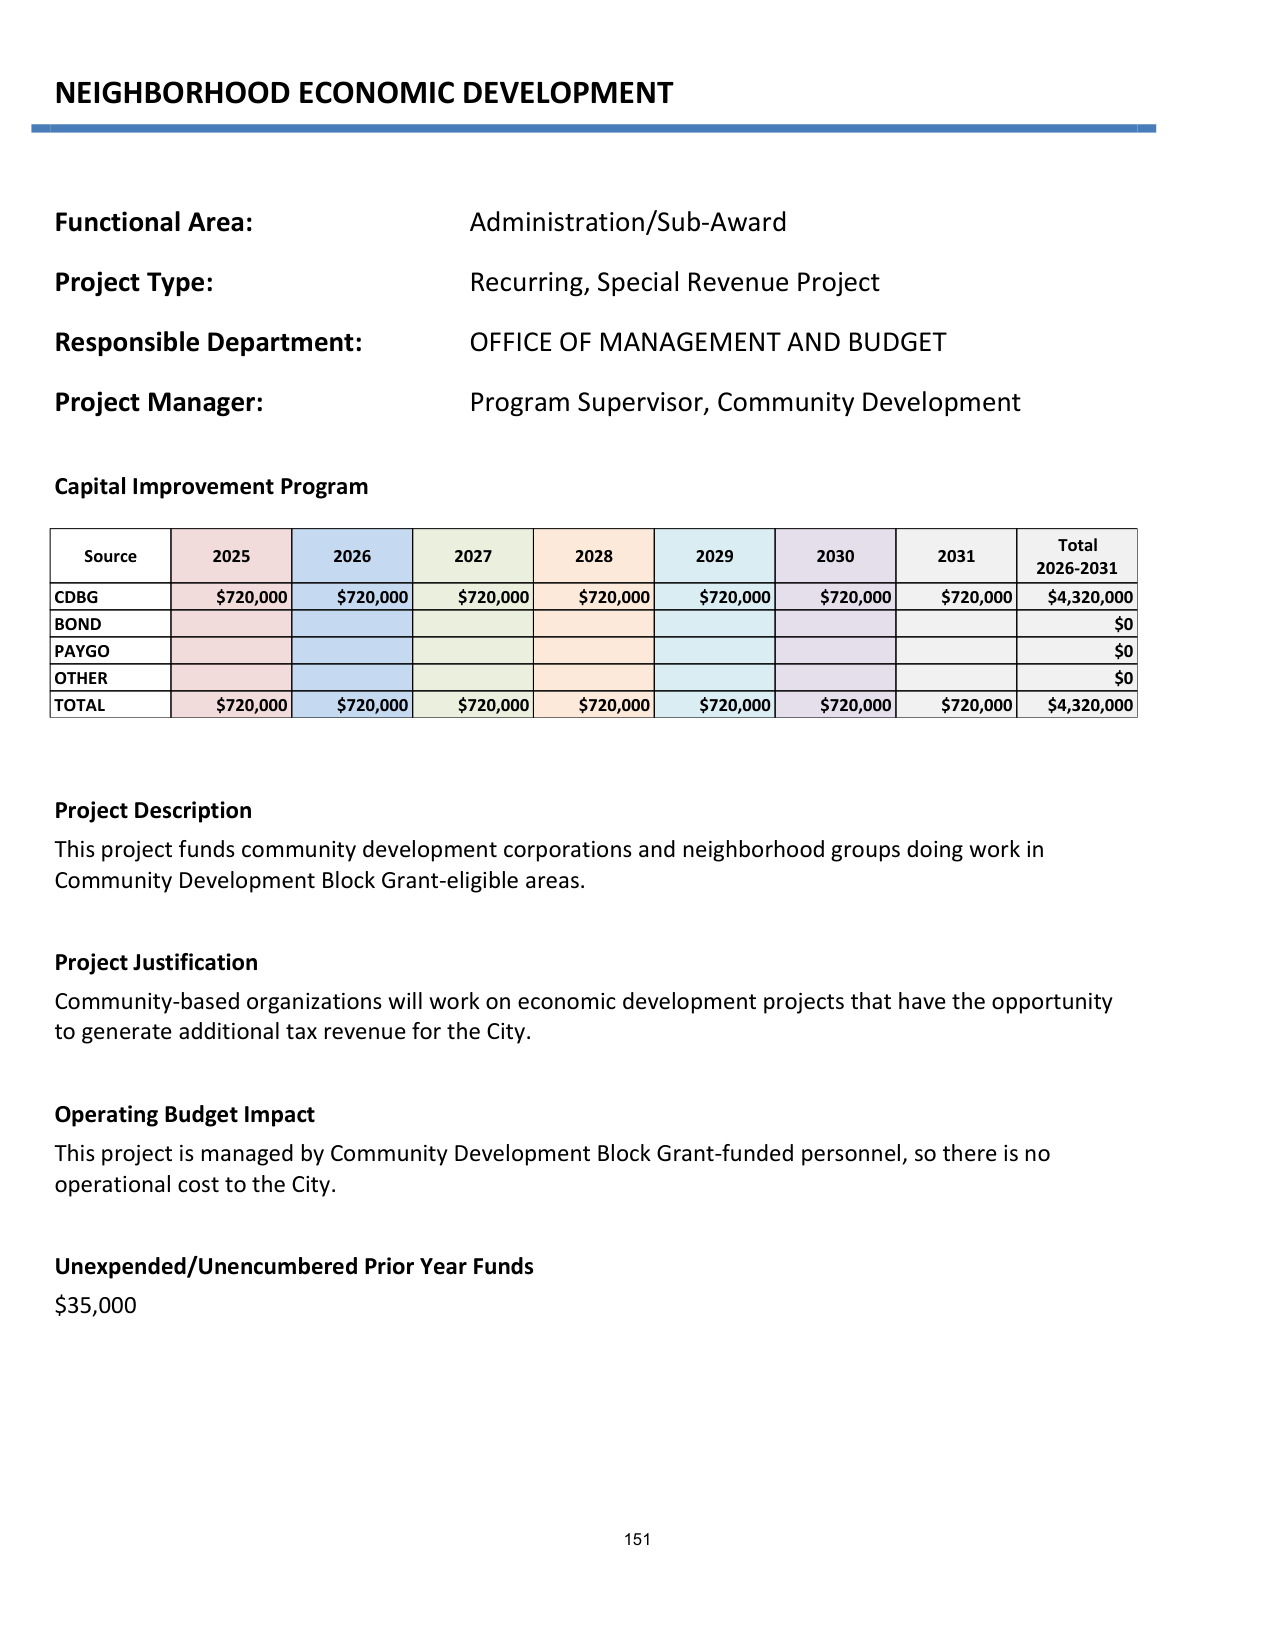 NEIGHBORHOOD ECONOMIC DEVELOPMENT
Functional Area: Administration/Sub-Award
Project Type: Recurring, Special Revenue Project
Responsible Department: OFFICE OF MANAGEMENT AND BUDGET
Project Manager: Program Supervisor, Community Development
Capital Improvement Program
Source 2025 2026 2027 2028 2029 2030 2031 Total 2026-2031
CDBG $720,000 $720,000 $720,000 $720,000 $720,000 $720,000 $720,000 $4,320,000
BOND $0
PAYGO $0
OTHER $0
TOTAL $720,000 $720,000 $720,000 $720,000 $720,000 $720,000 $720,000 $4,320,000
Project Description
This project funds community development corporations and neighborhood groups doing work in
Community Development Block Grant-eligible areas.
Project Justification
Community-based organizations will work on economic development projects that have the opportunity
to generate additional tax revenue for the City.
Operating Budget Impact
This project is managed by Community Development Block Grant-funded personnel, so there is no
operational cost to the City.
Unexpended/Unencumbered Prior Year Funds
$35,000
151